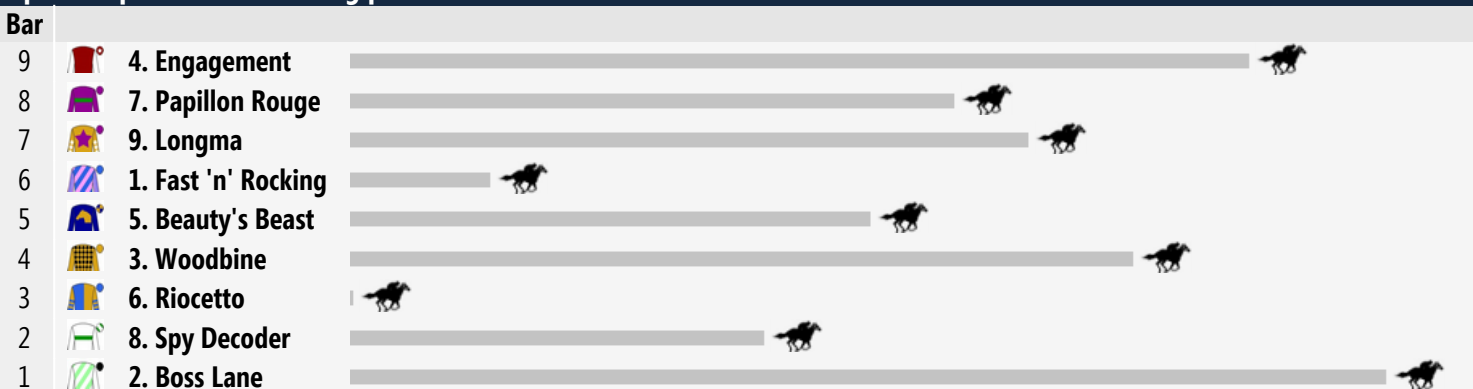 Bar
9 4. Engagement
8 7. Papillon Rouge
7 9. Longma
6 1. Fast 'n' Rocking
5 5. Beauty's Beast
4 3. Woodbine
3 6. Riocetto
2 8. Spy Decoder
1 2. Boss Lane